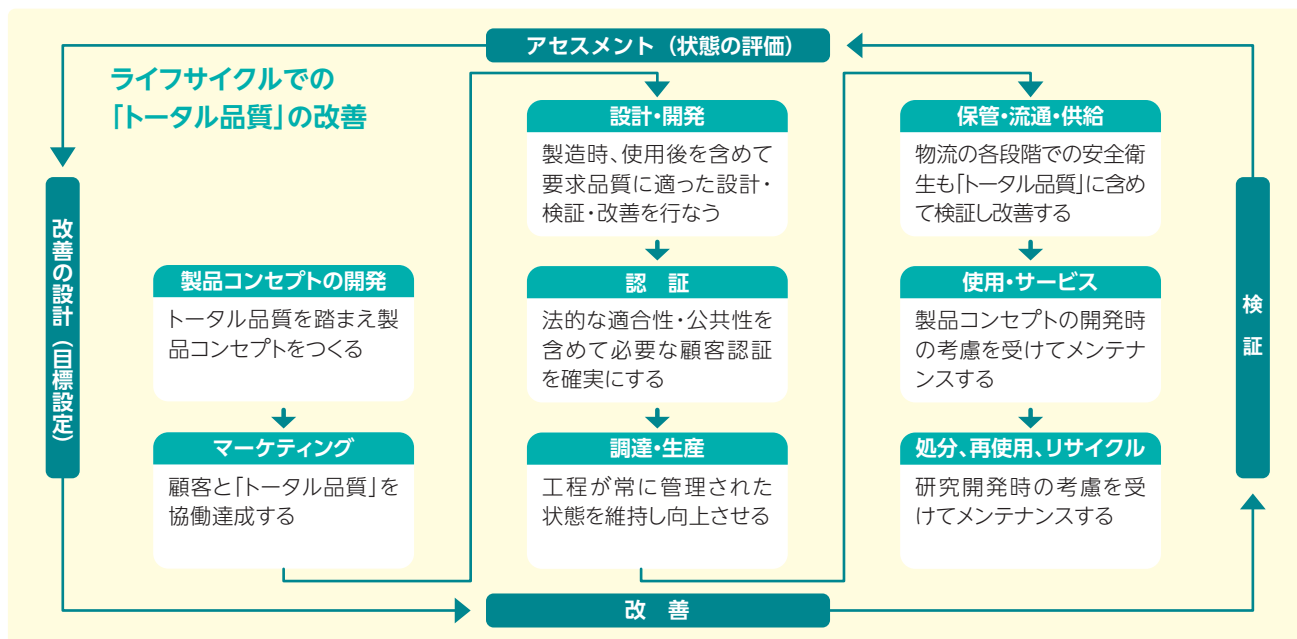 アセスメント（状態の評価）
ライフサイクルでの
「トータル品質」の改善
改善の設計（目標設定）
製品コンセプトの開発
トータル品質を踏まえ製
品コンセプトをつくる
マーケティング
顧客と「トータル品質」を
協働達成する
設計・開発
製造時、使用後を含めて
要求品質に適った設計・
検証・改善を行なう
認　証
法的な適合性・公共性を
含めて必要な顧客認証
を確実にする
調達・生産
工程が常に管理された
状態を維持し向上させる
保管・流通・供給
物流の各段階での安全衛
生も「トータル品質」に含め
て検証し改善する
使用・サービス
製品コンセプトの開発時
の考慮を受けてメンテナ
ンスする
処分、再使用、リサイクル
研究開発時の考慮を受
けてメンテナンスする
検　証
改　善